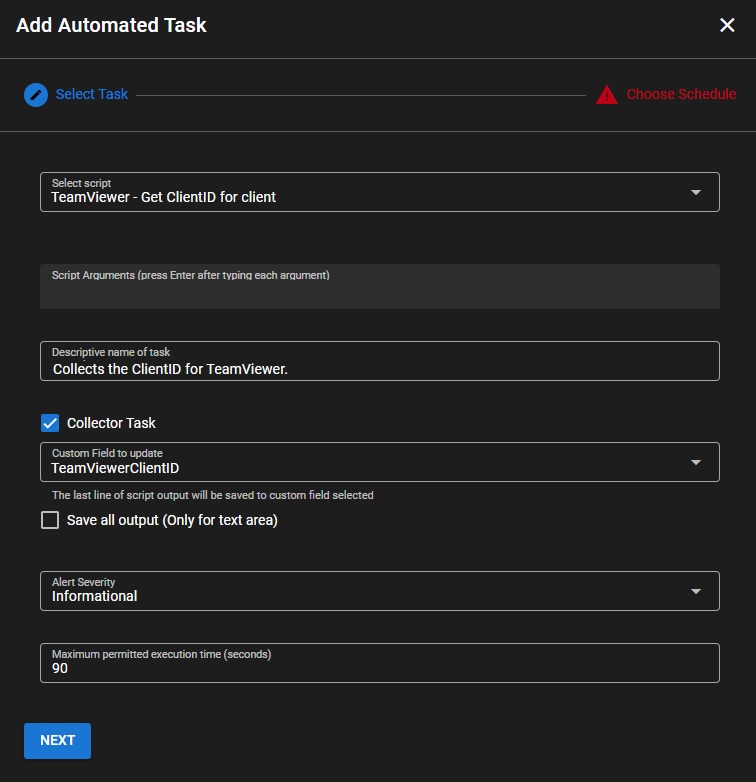 Add Automated Task
Select Task
Choose Schedule
Select script
TeamViewer - Get ClientID for client
Script Arguments (press Enter after typing each argument)
Descriptive name of task
Collects the ClientID for TeamViewer.
Collector Task
Custom Field to update
TeamViewerClientID
The last line of script output will be saved to custom field selected
Save all output (Only for text area)
Alert Severity
Informational
Maximum permitted execution time (seconds)
90
NEXT